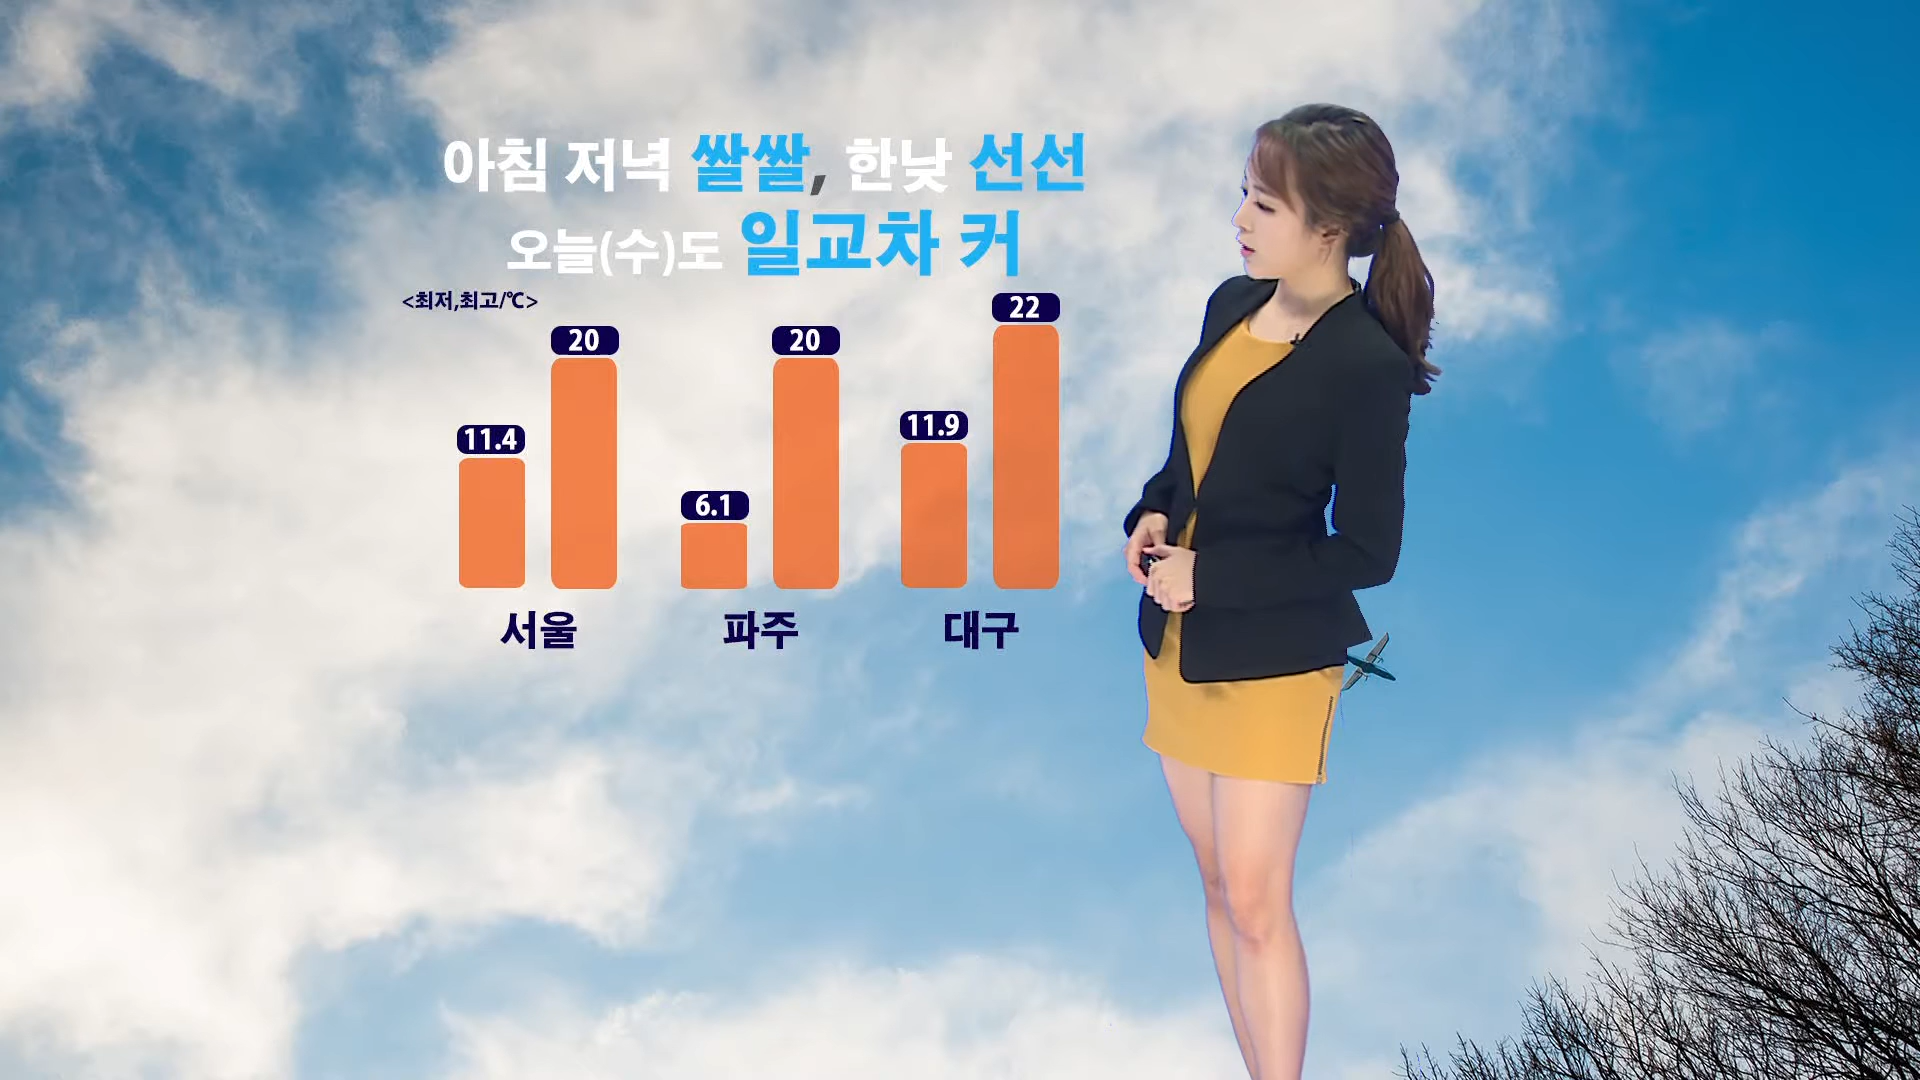 아침 저녁 쌀쌀, 한낮 선선
오늘(수)도 일교차 커
<최저,최고/℃>
11.4 20 6.1 20 11.9 22
서울 파주 대구